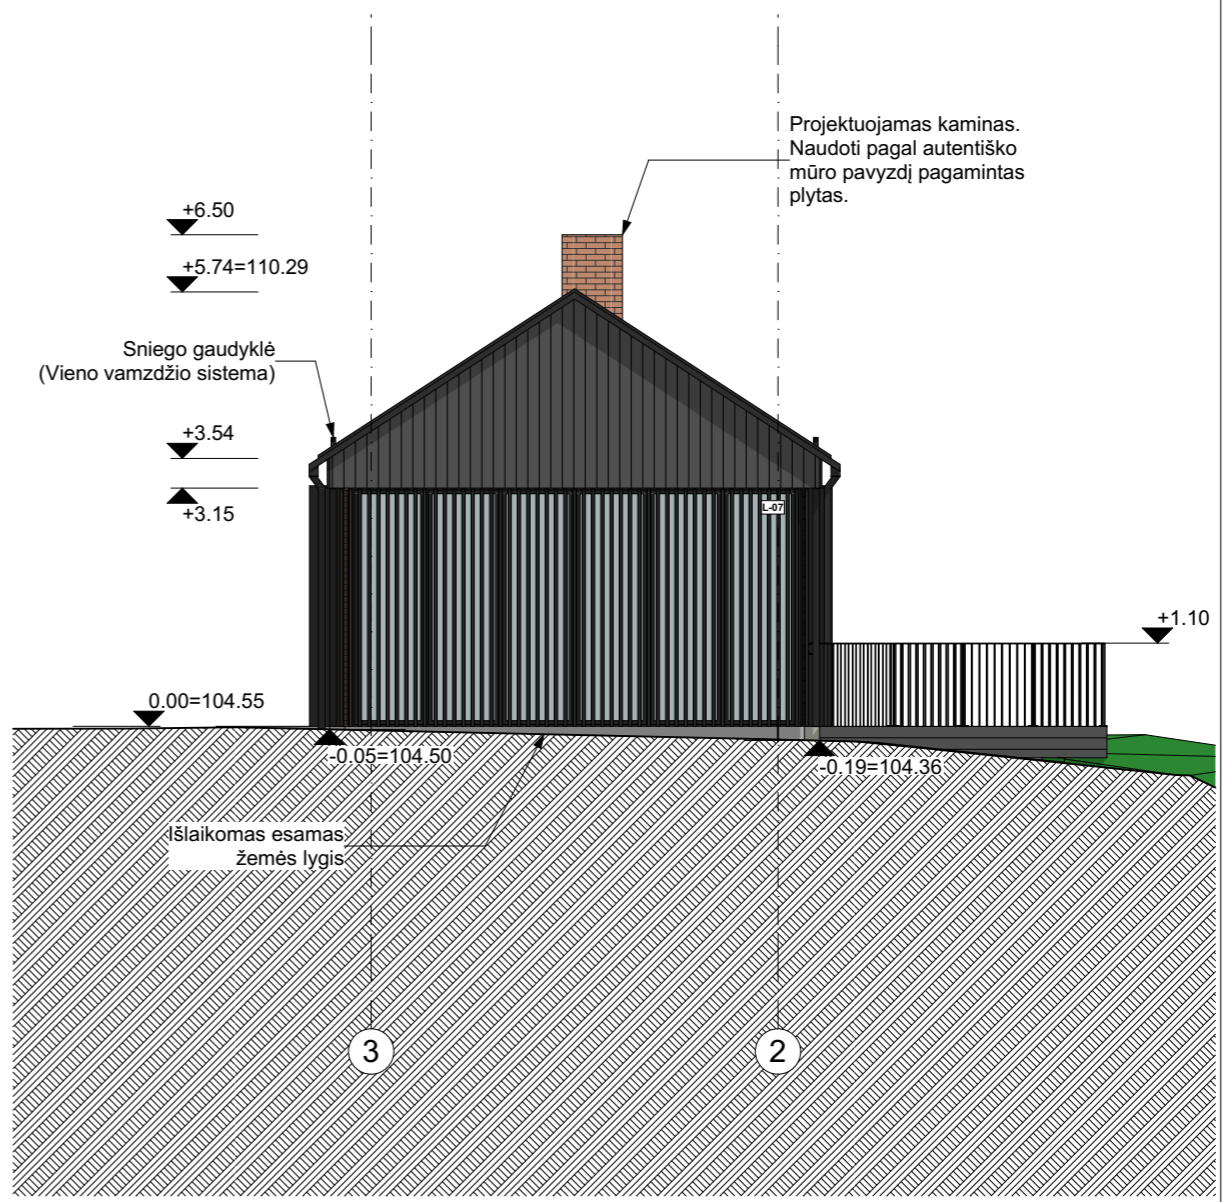 Projektuojamas kaminas.
Naudoti pagal autentiško
mūro pavyzdį pagamintas
plytas.
+6.50
+5.74=110.29
Sniego gaudyklė
(Vieno vamzdžio sistema)
+3.54
+3.15
L-07
+1.10
0.00=104.55
-0.05=104.50
-0.19=104.36
Išlaikomas esamas
žemės lygis
3
2